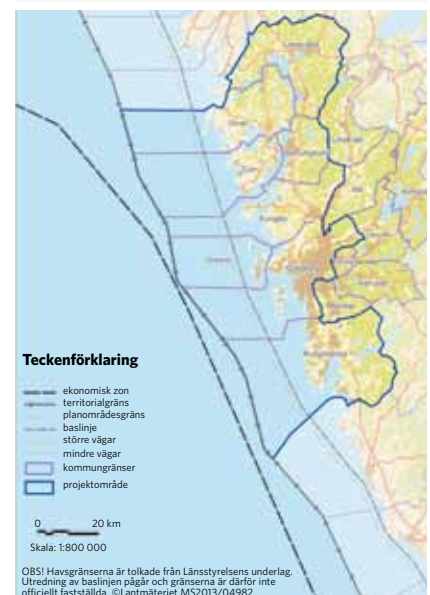 Teckenförklaring
ekonomisk zon
territorialgräns
planområdesgräns
baslinje
större vägar
mindre vägar
kommungränser
projektområde
0 20 km
Skala: 1:800 000
OBS! Havsgränserna är tolkade från Länsstyrelsens underlag.
Utredning av baslinjen pågår och gränserna är därför inte
officiellt fastställda. ©Lantmäteriet MS2013/04982